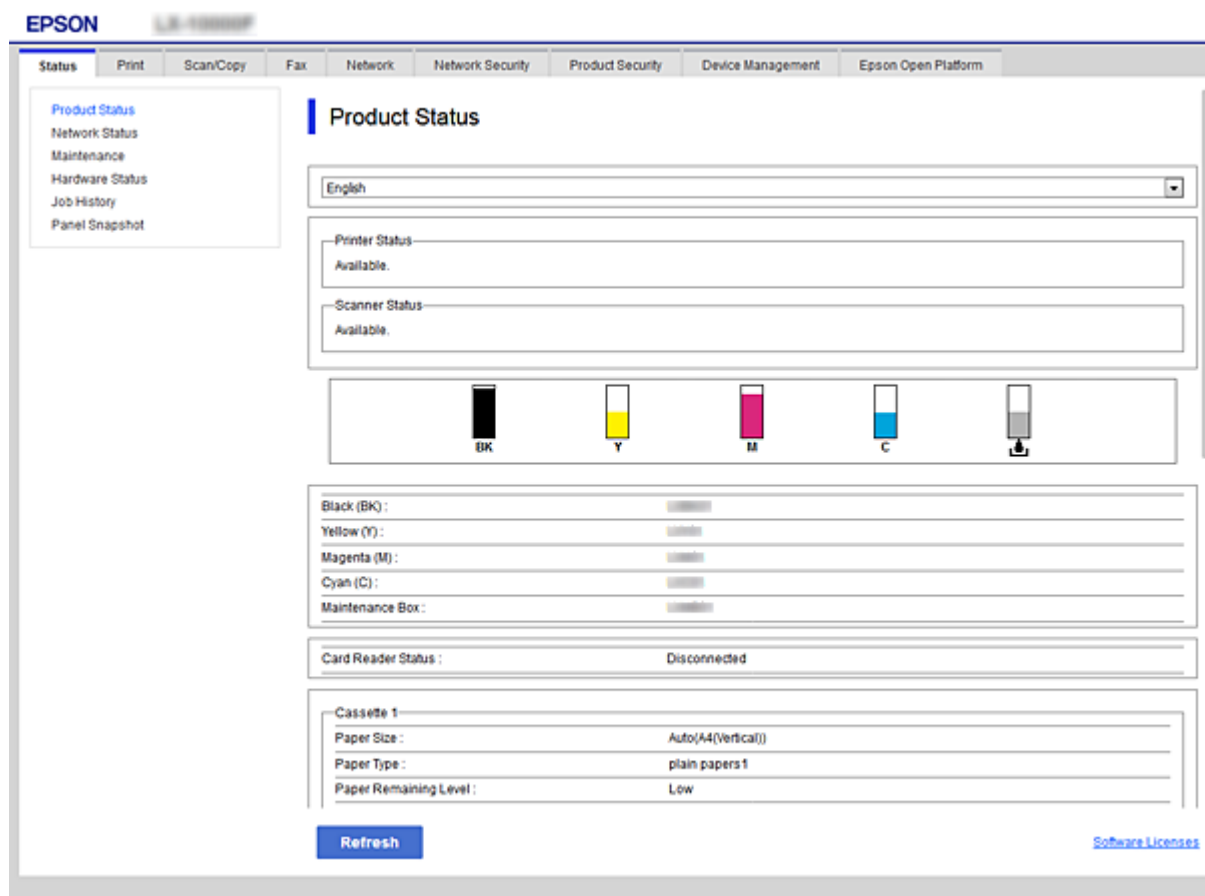 EPSON
Status Print Scan/Copy Fax Network Network Security Product Security Device Management Epson Open Platform
Product Status
Network Status
Maintenance
Hardware Status
Job History
Panel Snapshot
Product Status
English
Printer Status
Available.
Scanner Status
Available.
BK Y M C
Black (BK) :
Yellow (Y) :
Magenta (M) :
Cyan (C) :
Maintenance Box :
Card Reader Status : Disconnected
Cassette 1
Paper Size : Auto(A4(Vertical))
Paper Type : plain papers1
Paper Remaining Level : Low
Refresh
Software Licenses